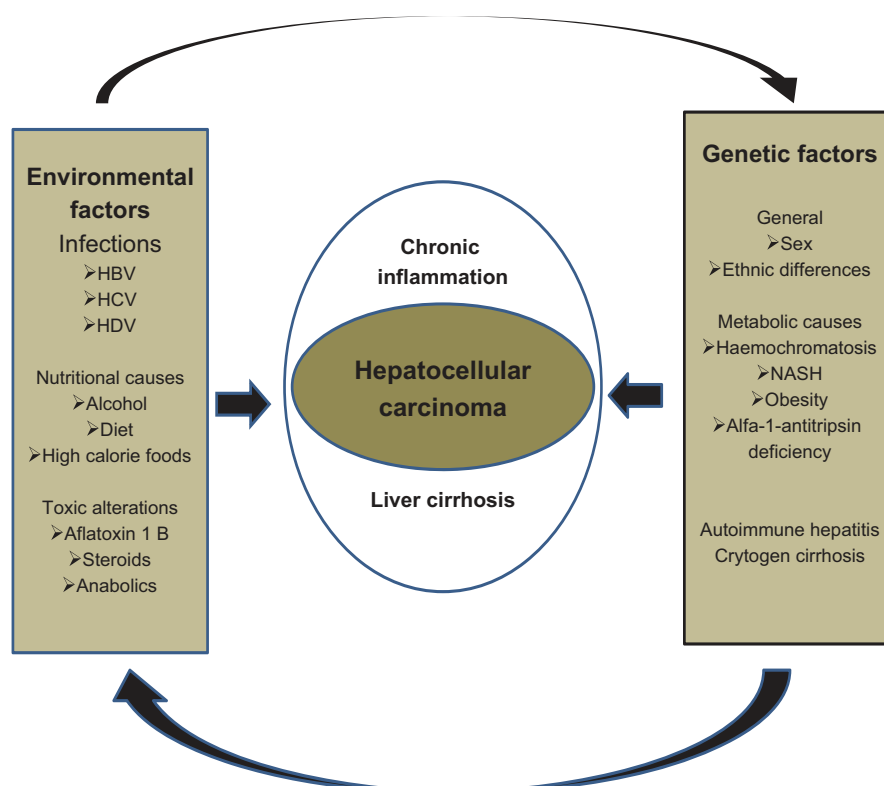 Environmental
factors
Infections
➢HBV
➢HCV
➢HDV
Nutritional causes
➢Alcohol
➢Diet
➢High calorie foods
Toxic alterations
➢Aflatoxin 1 B
➢Steroids
➢Anabolics
Chronic
inflammation
Hepatocellular
carcinoma
Liver cirrhosis
Genetic factors
General
➢Sex
➢Ethnic differences
Metabolic causes
➢Haemochromatosis
➢NASH
➢Obesity
➢Alfa-1-antitripsin
deficiency
Autoimmune hepatitis
Crytogen cirrhosis